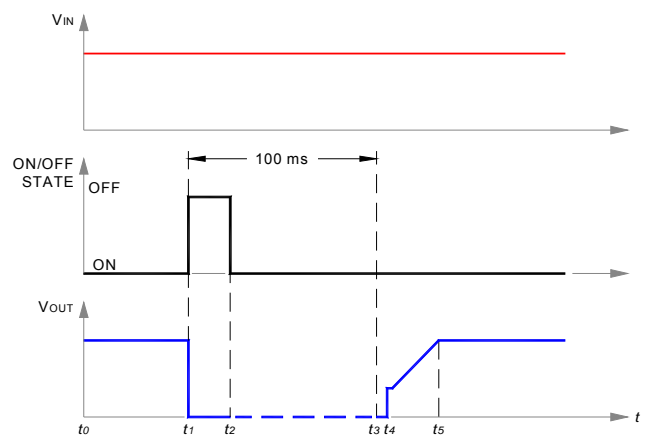 VIN
100 ms
ON/OFF
STATE
OFF
ON
VOUT
t
t0 t1 t2 t3 t4 t5